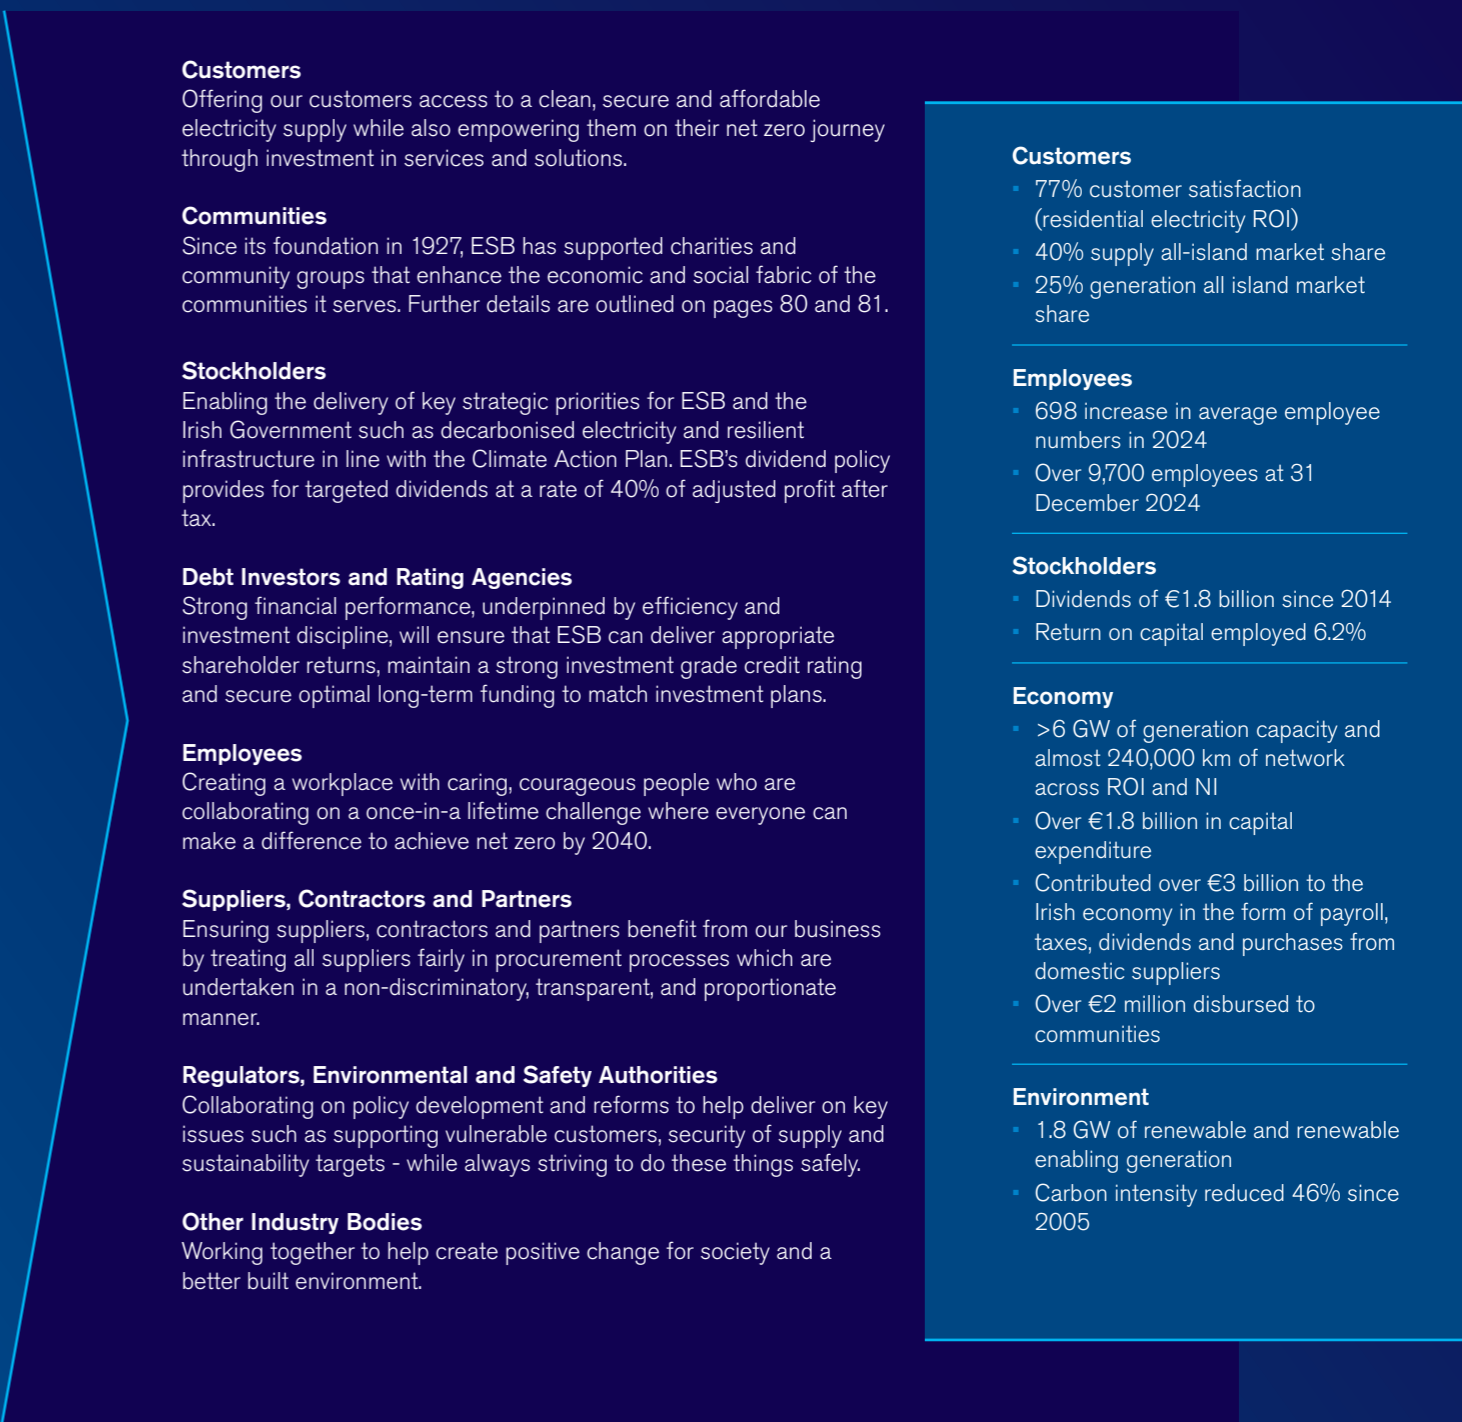 Customers
Offering our customers access to a clean, secure and affordable
electricity supply while also empowering them on their net zero journey
through investment in services and solutions.
Communities
Since its foundation in 1927, ESB has supported charities and
community groups that enhance the economic and social fabric of the
communities it serves. Further details are outlined on pages 80 and 81.
Stockholders
Enabling the delivery of key strategic priorities for ESB and the
Irish Government such as decarbonised electricity and resilient
infrastructure in line with the Climate Action Plan. ESB's dividend policy
provides for targeted dividends at a rate of 40% of adjusted profit after
tax.
Debt Investors and Rating Agencies
Strong financial performance, underpinned by efficiency and
investment discipline, will ensure that ESB can deliver appropriate
shareholder returns, maintain a strong investment grade credit rating
and secure optimal long-term funding to match investment plans.
Employees
Creating a workplace with caring, courageous people who are
collaborating on a once-in-a lifetime challenge where everyone can
make a difference to achieve net zero by 2040.
Suppliers, Contractors and Partners
Ensuring suppliers, contractors and partners benefit from our business
by treating all suppliers fairly in procurement processes which are
undertaken in a non-discriminatory, transparent, and proportionate
manner.
Regulators, Environmental and Safety Authorities
Collaborating on policy development and reforms to help deliver on key
issues such as supporting vulnerable customers, security of supply and
sustainability targets - while always striving to do these things safely.
Other Industry Bodies
Working together to help create positive change for society and a
better built environment.
Customers
▪ 77% customer satisfaction
(residential electricity ROI)
▪ 40% supply all-island market share
▪ 25% generation all island market
share
Employees
▪ 698 increase in average employee
numbers in 2024
▪ Over 9,700 employees at 31
December 2024
Stockholders
▪ Dividends of €1.8 billion since 2014
▪ Return on capital employed 6.2%
Economy
▪ >6 GW of generation capacity and
almost 240,000 km of network
across ROI and NI
▪ Over €1.8 billion in capital
expenditure
▪ Contributed over €3 billion to the
Irish economy in the form of payroll,
taxes, dividends and purchases from
domestic suppliers
▪ Over €2 million disbursed to
communities
Environment
▪ 1.8 GW of renewable and renewable
enabling generation
▪ Carbon intensity reduced 46% since
2005